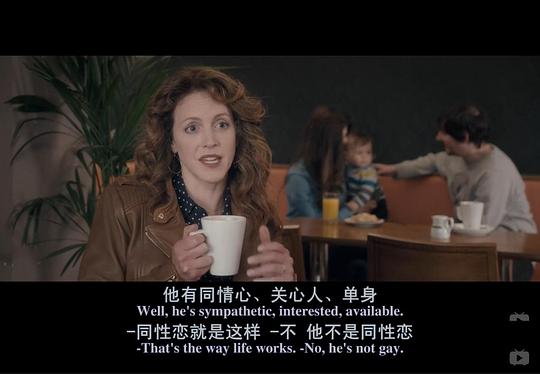 他有同情心、关心人、单身
Well, he's sympathetic, interested, available.
-同性恋就是这样 -不 他不是同性恋
-That's the way life works. -No, he's not gay.